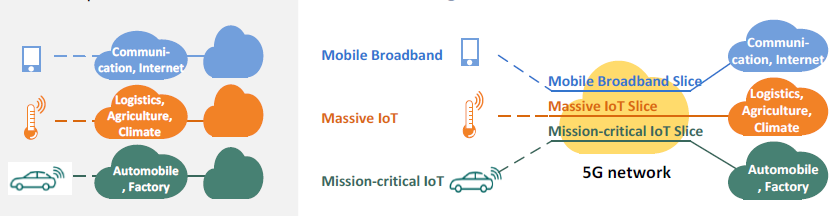 Communi-
cation, Internet
Logistics,
Agriculture,
Climate
Automobile
, Factory
Mobile Broadband
Massive IoT
Mission-critical IoT
Mobile Broadband Slice
Massive IoT Slice
Mission-critical IoT Slice
5G network
Communi-
cation, Internet
Logistics,
Agriculture,
Climate
Automobile
, Factory